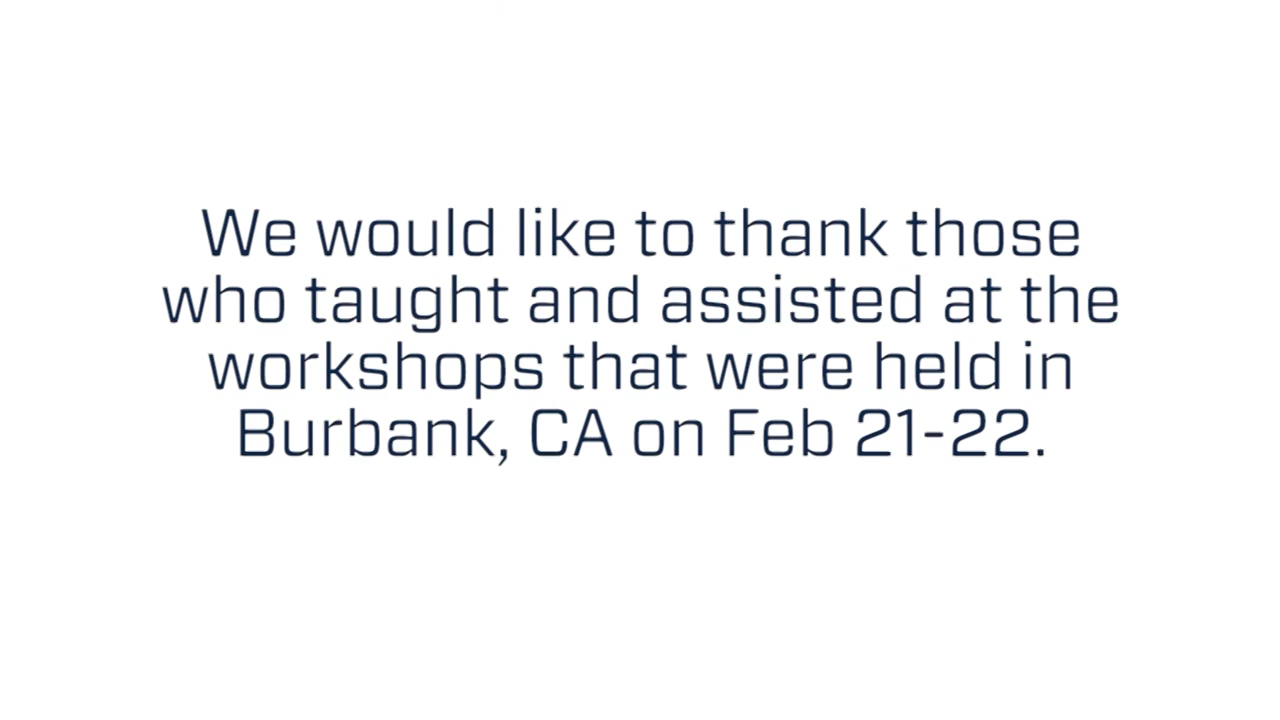 We would like to thank those
who taught and assisted at the
workshops that were held in
Burbank, CA on Feb 21-22.